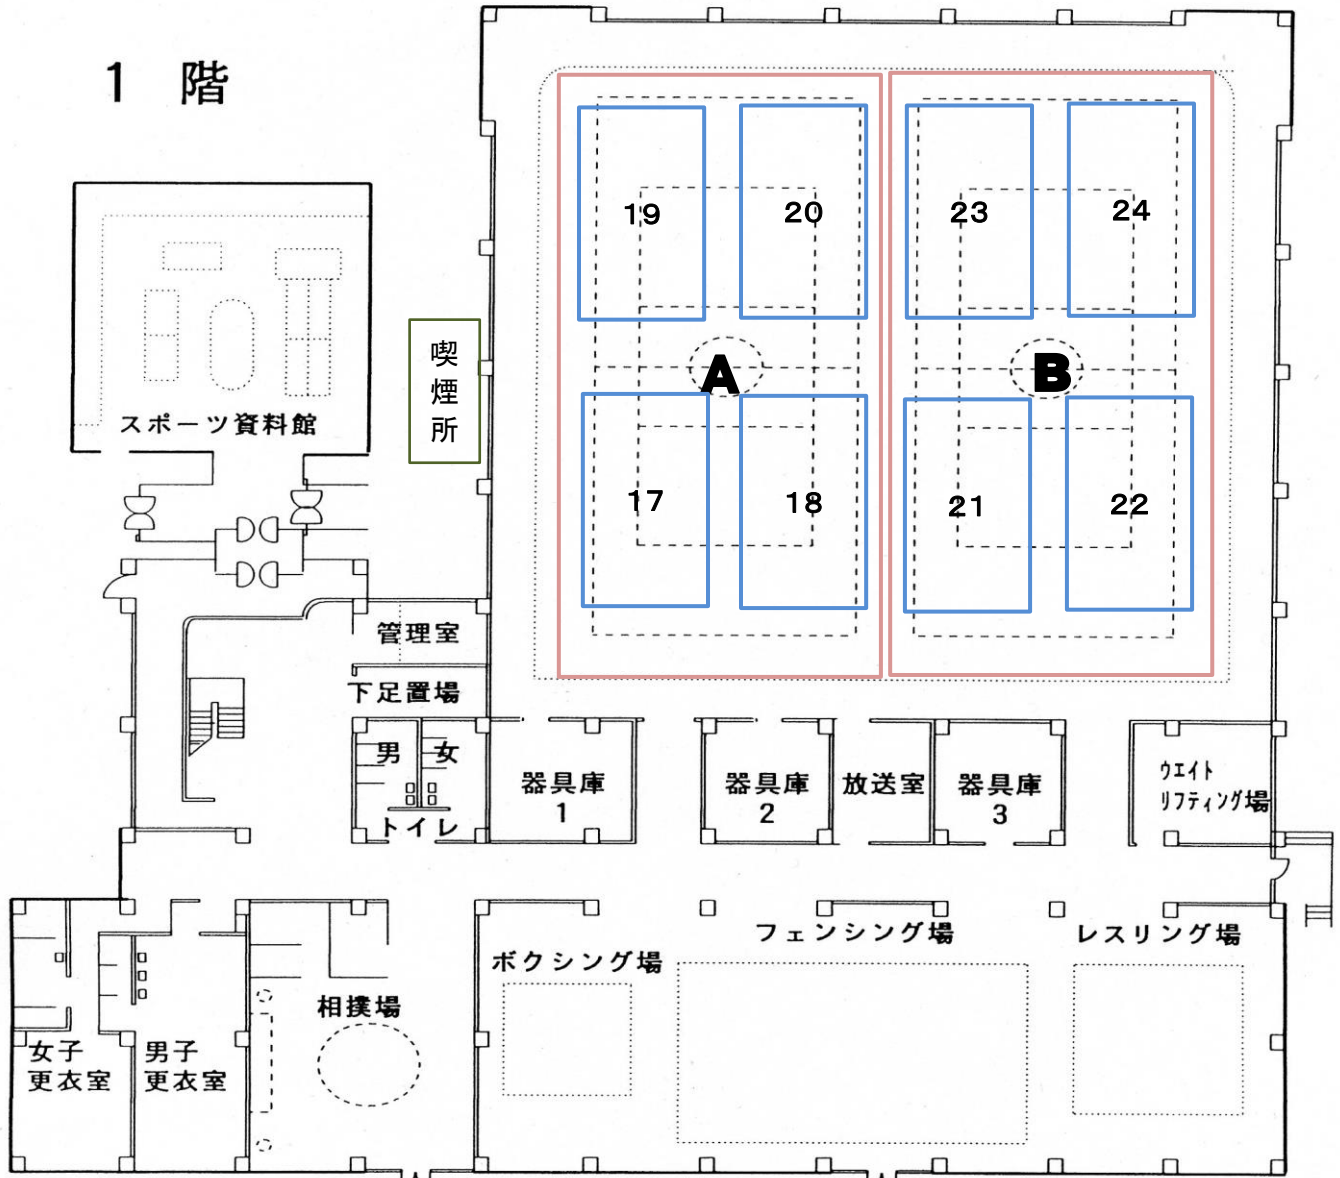 1 階
19
20
23
24
喫
煙
所
A
B
スポーツ資料館
17
18
21
22
管理室
下足置場
男
女
トイレ
器具庫
1
器具庫
2
放送室
器具庫
3
ウエイト
リフティング場
フェンシング場
レスリング場
ボクシング場
相撲場
女子
更衣室
男子
更衣室